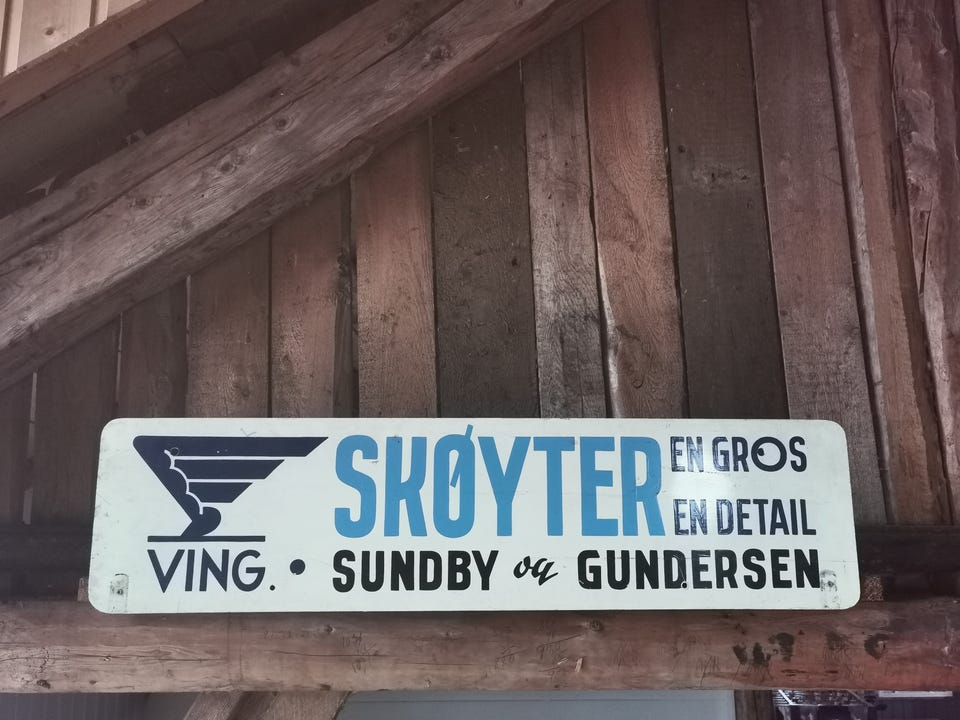 SKØYTER EN GROS
EN DETAIL
VING. • SUNDBY og GUNDERSEN